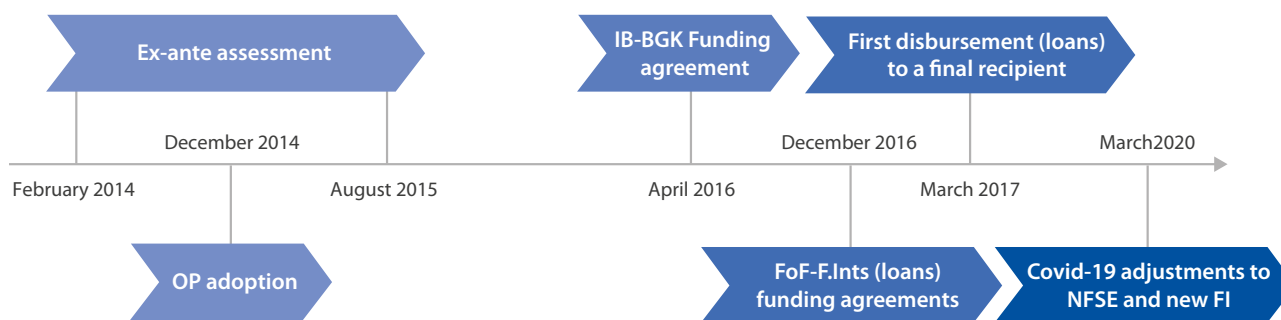 Ex-ante assessment
IB-BGK Funding
agreement
First disbursement (loans)
to a final recipient
December 2014
December 2016
March2020
February 2014
August 2015
April 2016
March 2017
OP adoption
FoF-F.Ints (loans)
funding agreements
Covid-19 adjustments to
NFSE and new FI